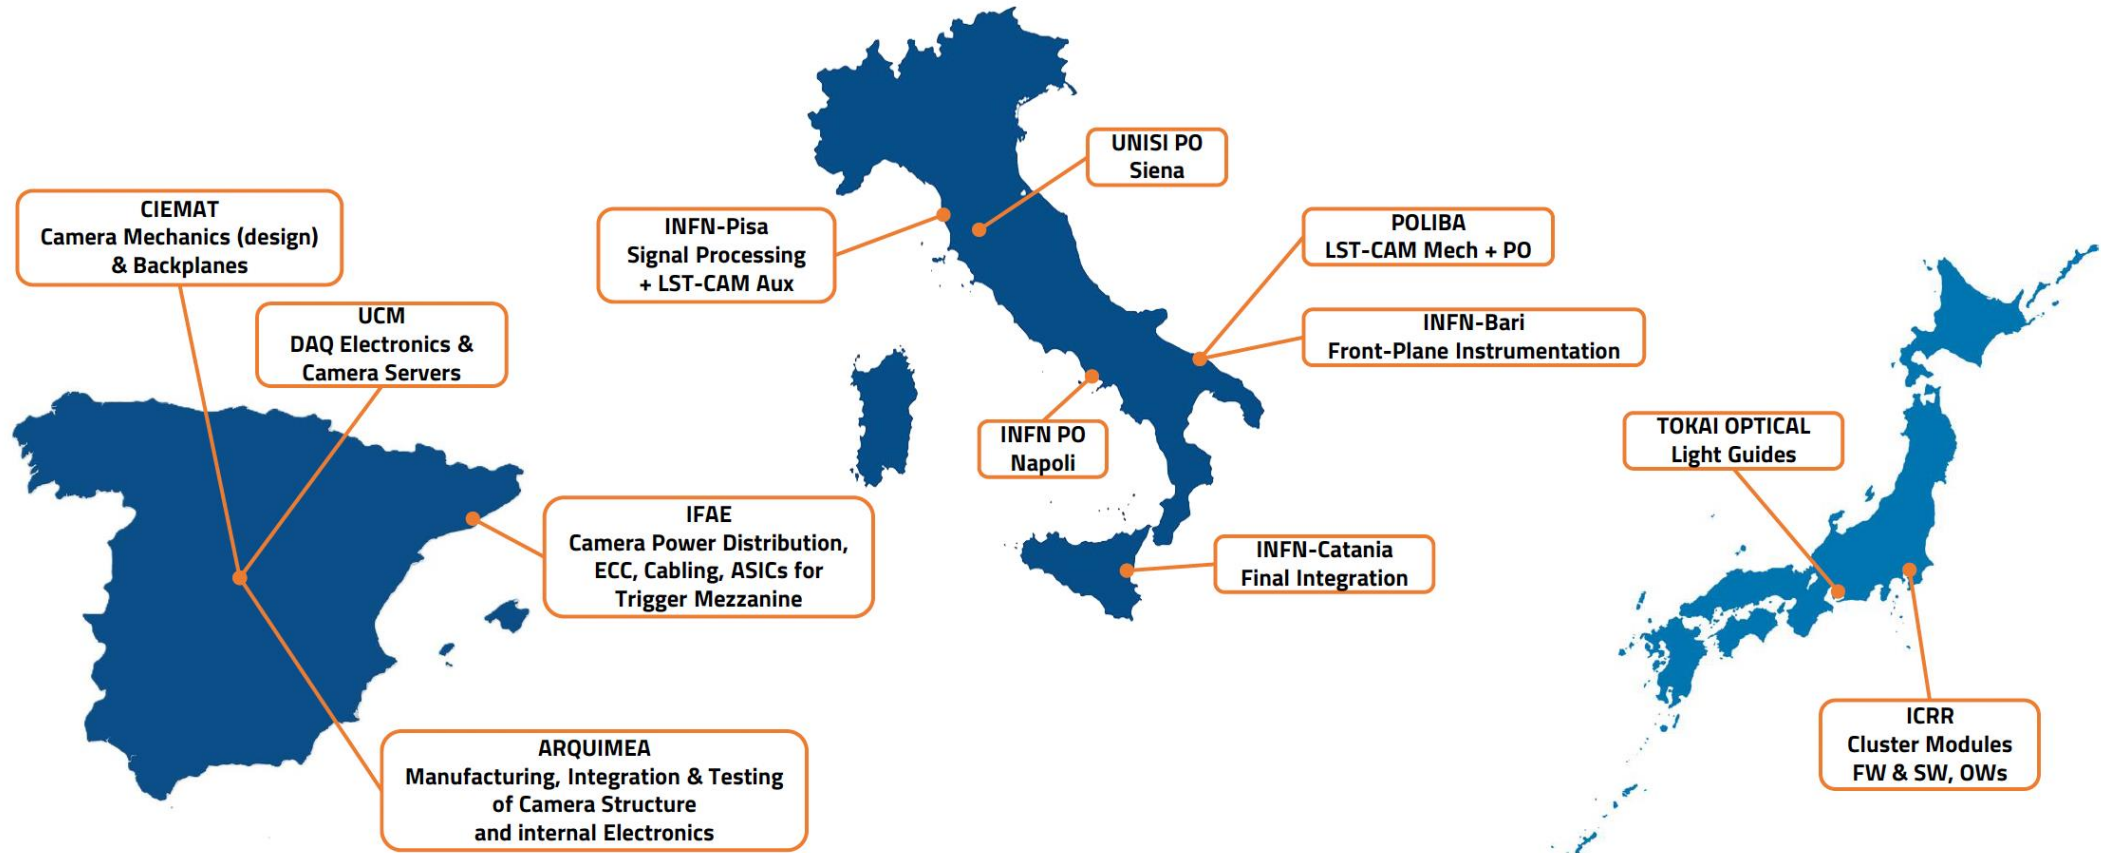 CIEMAT
Camera Mechanics (design)
& Backplanes
UCM
DAQ Electronics &
Camera Servers
IFAE
Camera Power Distribution,
ECC, Cabling, ASICs for
Trigger Mezzanine
ARQUIMEA
Manufacturing, Integration & Testing
of Camera Structure
and internal Electronics
INFN-Pisa
Signal Processing
+ LST-CAM Aux
UNISI PO
Siena
POLIBA
LST-CAM Mech + PO
INFN-Bari
Front-Plane Instrumentation
INFN PO
Napoli
INFN-Catania
Final Integration
TOKAI OPTICAL
Light Guides
ICRR
Cluster Modules
FW & SW, OWs